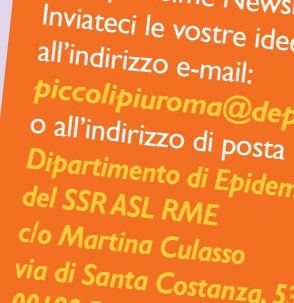 Inviateci le vostre idee
all'indirizzo e-mail:
piccolipiuroma@dep
o all'indirizzo di posta
Dipartimento di Epidem
del SSR ASL RME
c/o Martina Culasso
via di Santa Costanza, 53